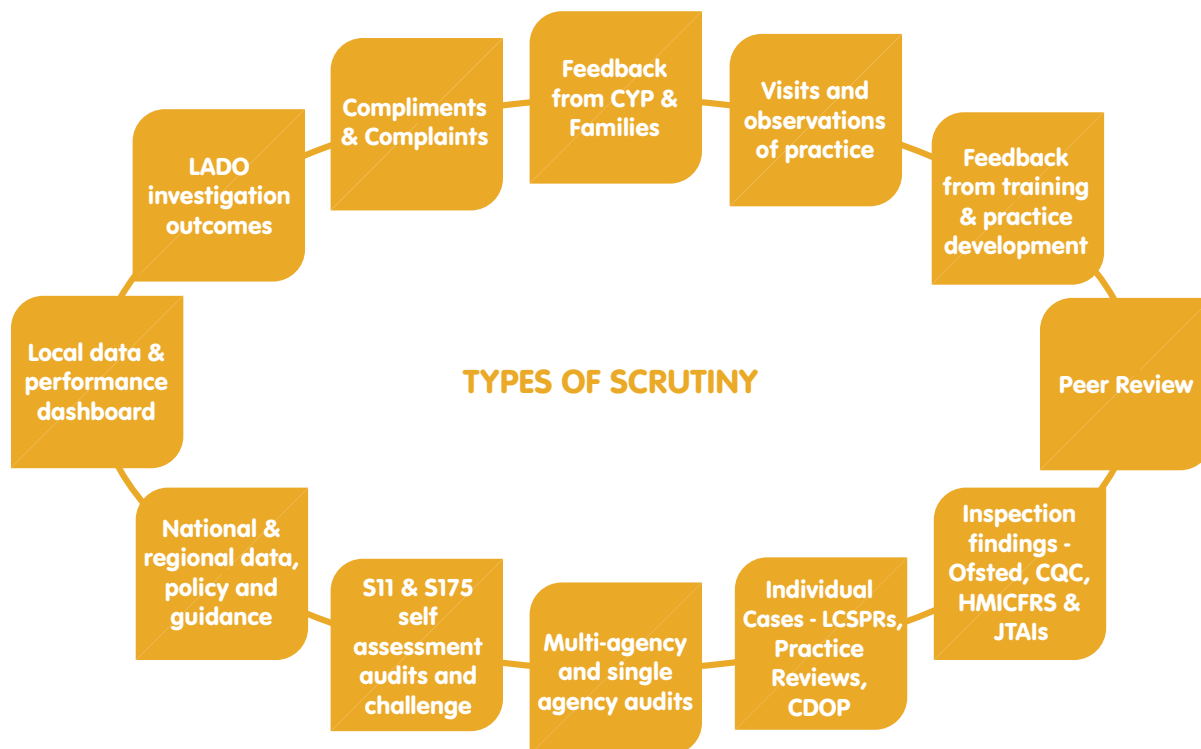 Feedback
from CYP &
Families
Compliments
& Complaints
Visits and
observations
of practice
LADO
investigation
outcomes
Feedback
from training
& practice
development
Local data &
performance
dashboard
TYPES OF SCRUTINY
Peer Review
National &
regional data,
policy and
guidance
S11 & S175
self
assessment
audits and
challenge
Multi-agency
and single
agency audits
Individual
Cases - LCSPRs,
Practice
Reviews,
CDOP
Inspection
findings -
Ofsted, CQC,
HMICFRS &
JTAIs